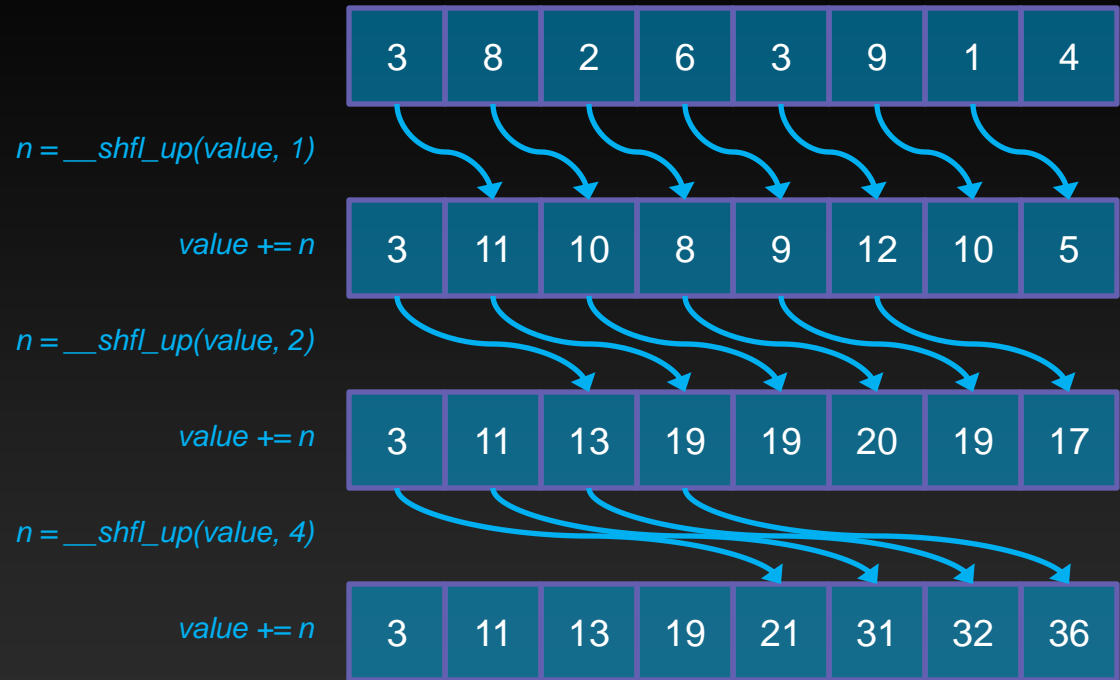 3 8 2 6 3 9 1 4
n = __shfl_up(value, 1)
value += n
3 11 10 8 9 12 10 5
n = __shfl_up(value, 2)
value += n
3 11 13 19 19 20 19 17
n = __shfl_up(value, 4)
value += n
3 11 13 19 21 31 32 36